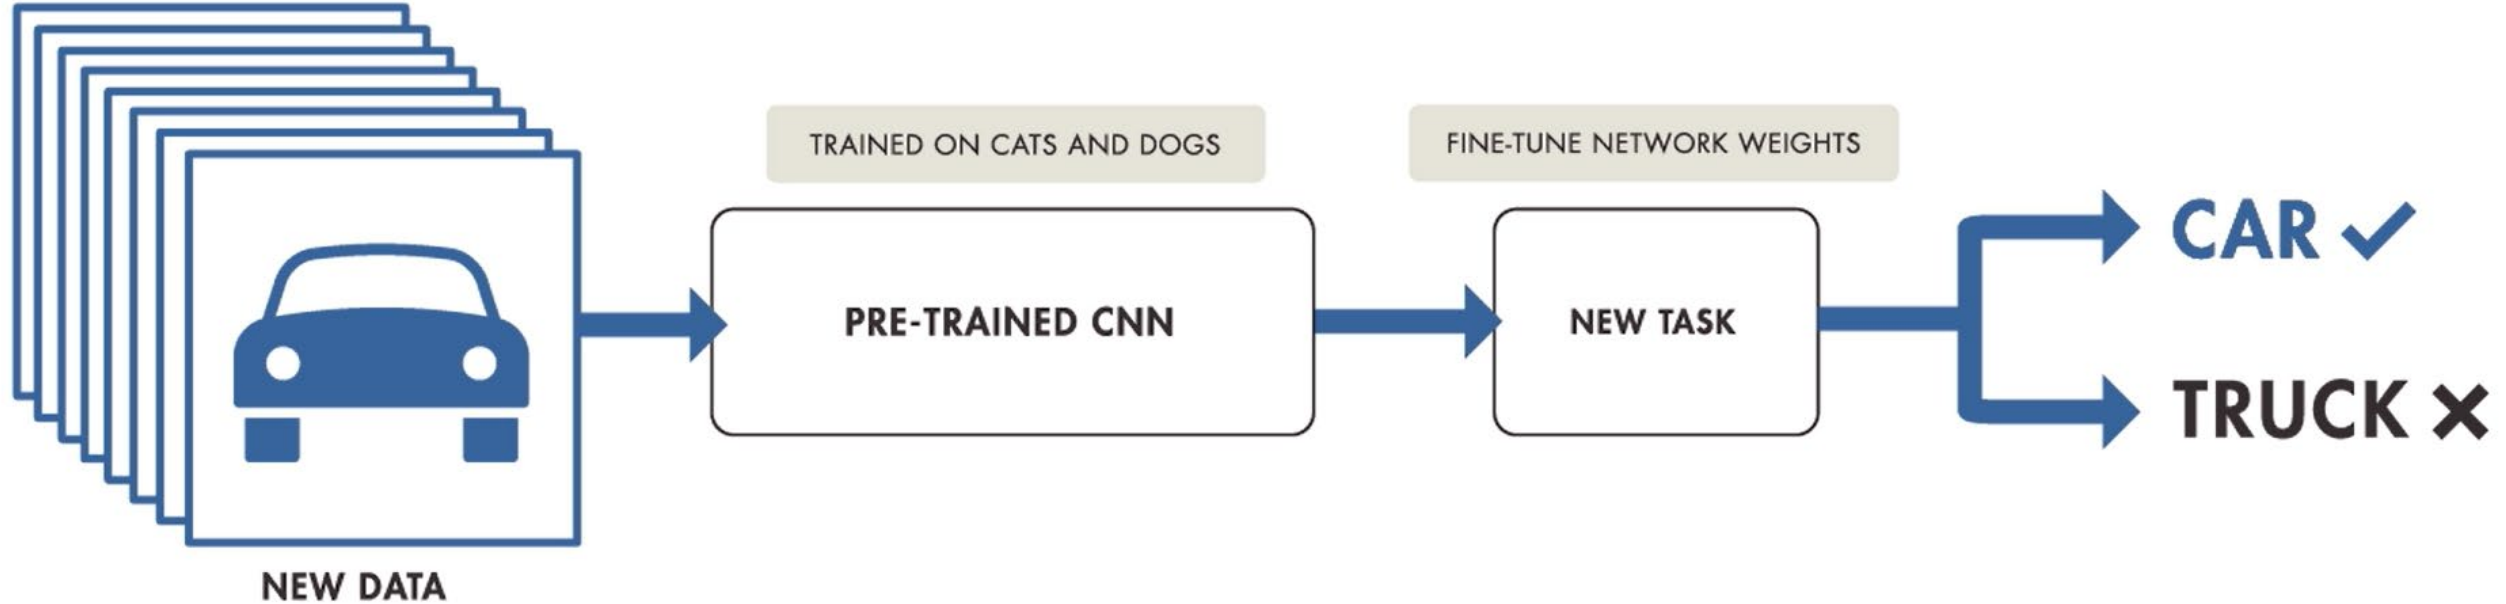 TRAINED ON CATS AND DOGS
FINE-TUNE NETWORK WEIGHTS
PRE-TRAINED CNN
NEW TASK
CAR
TRUCK
NEW DATA